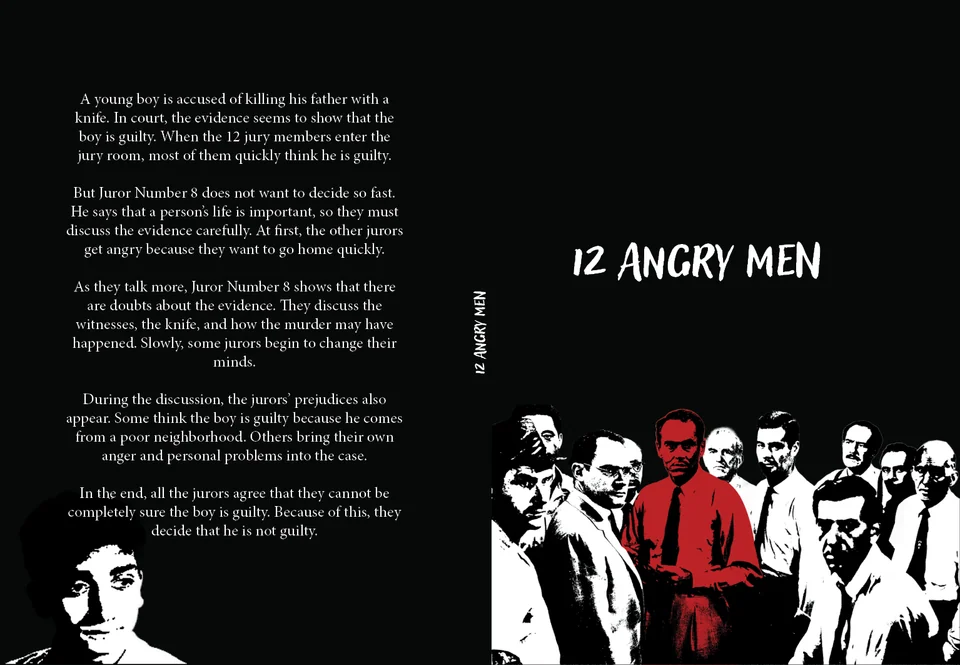 A young boy is accused of killing his father with a
knife. In court, the evidence seems to show that the
boy is guilty. When the 12 jury members enter the
jury room, most of them quickly think he is guilty.
But Juror Number 8 does not want to decide so fast.
He says that a person’s life is important, so they must
discuss the evidence carefully. At first, the other jurors
get angry because they want to go home quickly.
As they talk more, Juror Number 8 shows that there
are doubts about the evidence. They discuss the
witnesses, the knife, and how the murder may have
happened. Slowly, some jurors begin to change their
minds.
During the discussion, the jurors’ prejudices also
appear. Some think the boy is guilty because he comes
from a poor neighborhood. Others bring their own
anger and personal problems into the case.
In the end, all the jurors agree that they cannot be
completely sure the boy is guilty. Because of this, they
decide that he is not guilty.
12 ANGRY MEN
12 ANGRY MEN